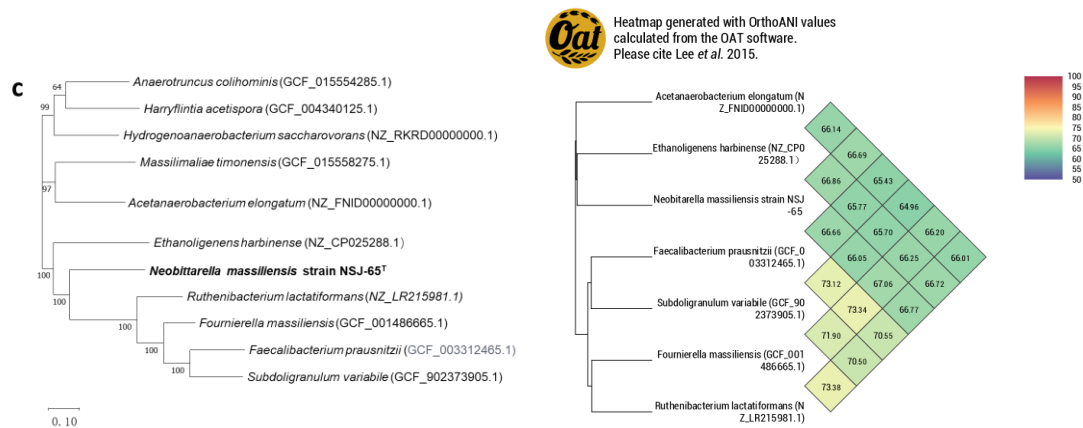 c
Anaerotruncus colihominis (GCF_015554285.1)
Harryflintia acetispora (GCF_004340125.1)
Hydrogenoanaerobacterium saccharovorans (NZ_RKRD00000000.1)
Massilimaliae timonensis (GCF_015558275.1)
Acetanaerobacterium elongatum (NZ_FNID00000000.1)
Ethanoligenens harbinense (NZ_CP025288.1)
Neobittarella massiliensis strain NSJ-65ᵀ
Ruthenibacterium lactatiformans (NZ_LR215981.1)
Fournierella massiliensis (GCF_001486665.1)
Faecalibacterium prausnitzii (GCF_003312465.1)
Subdoligranulum variabile (GCF_902373905.1)
64
99
97
100
100
100
100
100
0.10
Oat
Heatmap generated with OrthoANI values
calculated from the OAT software.
Please cite Lee et al. 2015.
Acetanaerobacterium elongatum (N
Z_FNID00000000.1)
Ethanoligenens harbinense (NZ_CP0
25288.1)
Neobitarella massiliensis strain NSJ
-65
Faecalibacterium prausnitzii (GCF_0
03312465.1)
Subdoligranulum variabile (GCF_90
2373905.1)
Fournierella massiliensis (GCF_001
486665.1)
Ruthenibacterium lactatiformans (N
Z_LR215981.1)
66.14
66.69
66.86 65.43
65.77 64.96
66.66 65.70 66.20
66.05 66.25 66.01
73.12 67.06 66.72
73.34 66.77
71.90 70.55
70.50
73.38
100
95
90
85
80
75
70
65
60
55
50